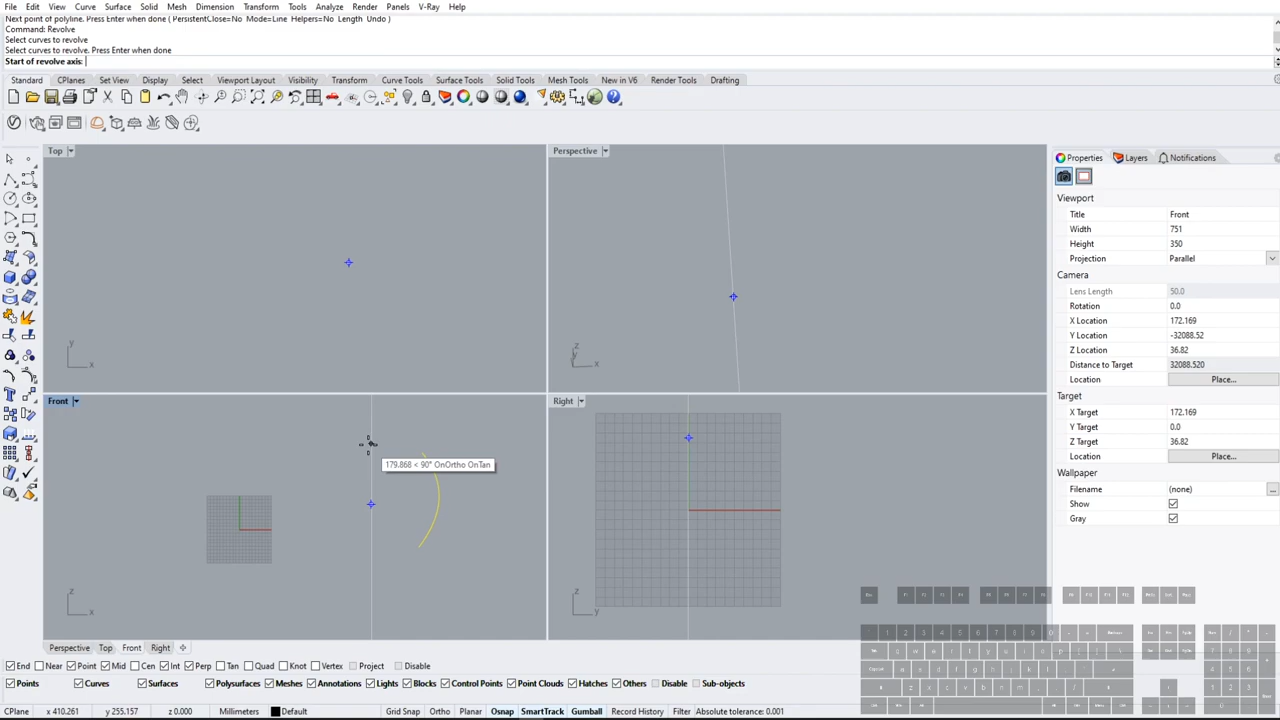 File Edit View Curve Surface Solid Mesh Dimension Transform Tools Analyze Render Panels V-Ray Help
Next point of polyline. Press Enter when done ( PersistentClose=No Mode=Line Helpers=No Length Undo )
Command: Revolve
Select curves to revolve
Select curves to revolve. Press Enter when done
Start of revolve axis:
Standard CPlanes Set View Display Select Viewport Layout Visibility Transform Curve Tools Surface Tools Solid Tools Mesh Tools New in V6 Render Tools Drafting
Top Perspective
Properties Layers Notifications
Viewport
Title Front
Width 751
Height 350
Projection Parallel
Camera
Lens Length 50.0
Rotation 0.0
X Location 172.169
Y Location -32088.52
Z Location 36.82
Distance to Target 32088.520
Location Place...
Target
X Target 172.169
Y Target 0.0
Z Target 36.82
Location Place...
Wallpaper
Filename (none) ...
Show
Gray
y x
z y x
Front Right
179.868 < 90° OnOrtho OnTan
z x
z y
Perspective Top Front Right
End Near Point Mid Cen Int Perp Tan Quad Knot Vertex Project Disable
Points Curves Surfaces Polysurfaces Meshes Annotations Lights Blocks Control Points Point Clouds Hatches Others Disable Sub-objects
CPlane x 410.261 y 255.157 z 0.000 Millimeters Default Grid Snap Ortho Planar Osnap SmartTrack Gumball Record History Filter Absolute tolerance: 0.001